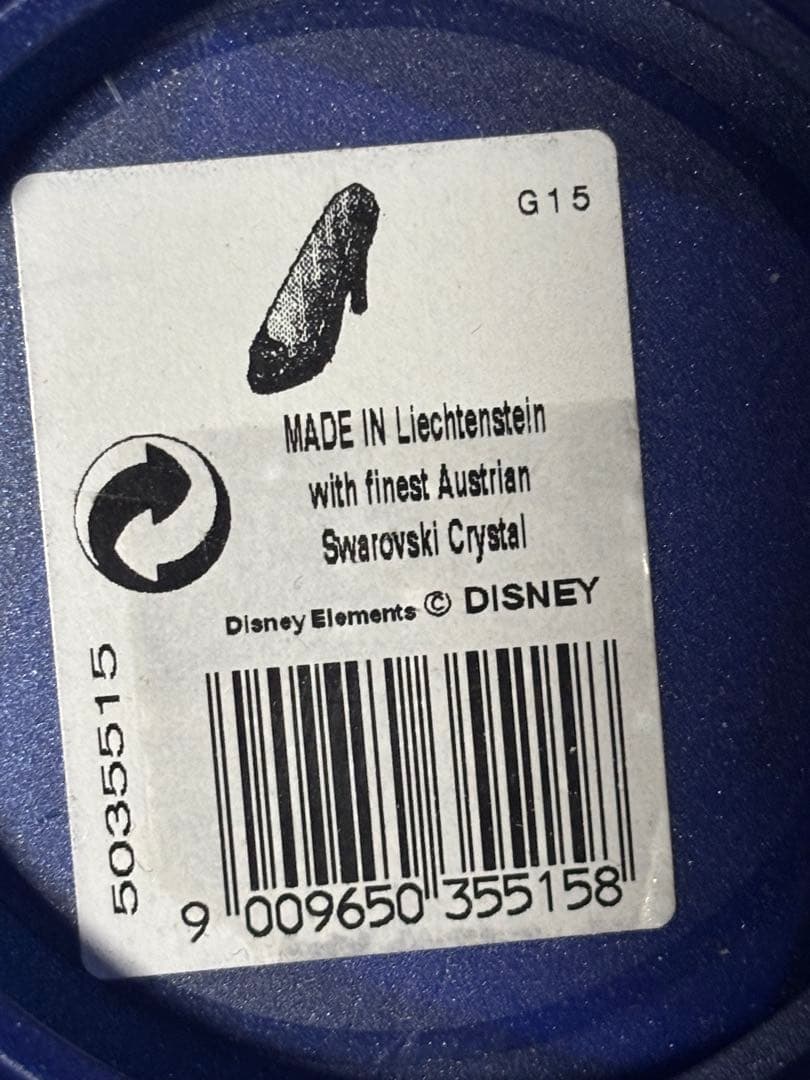 G15
MADE IN Liechtenstein
with finest Austrian
Swarovski Crystal
Disney Elements © DISNEY
5035515
9 009650 355158